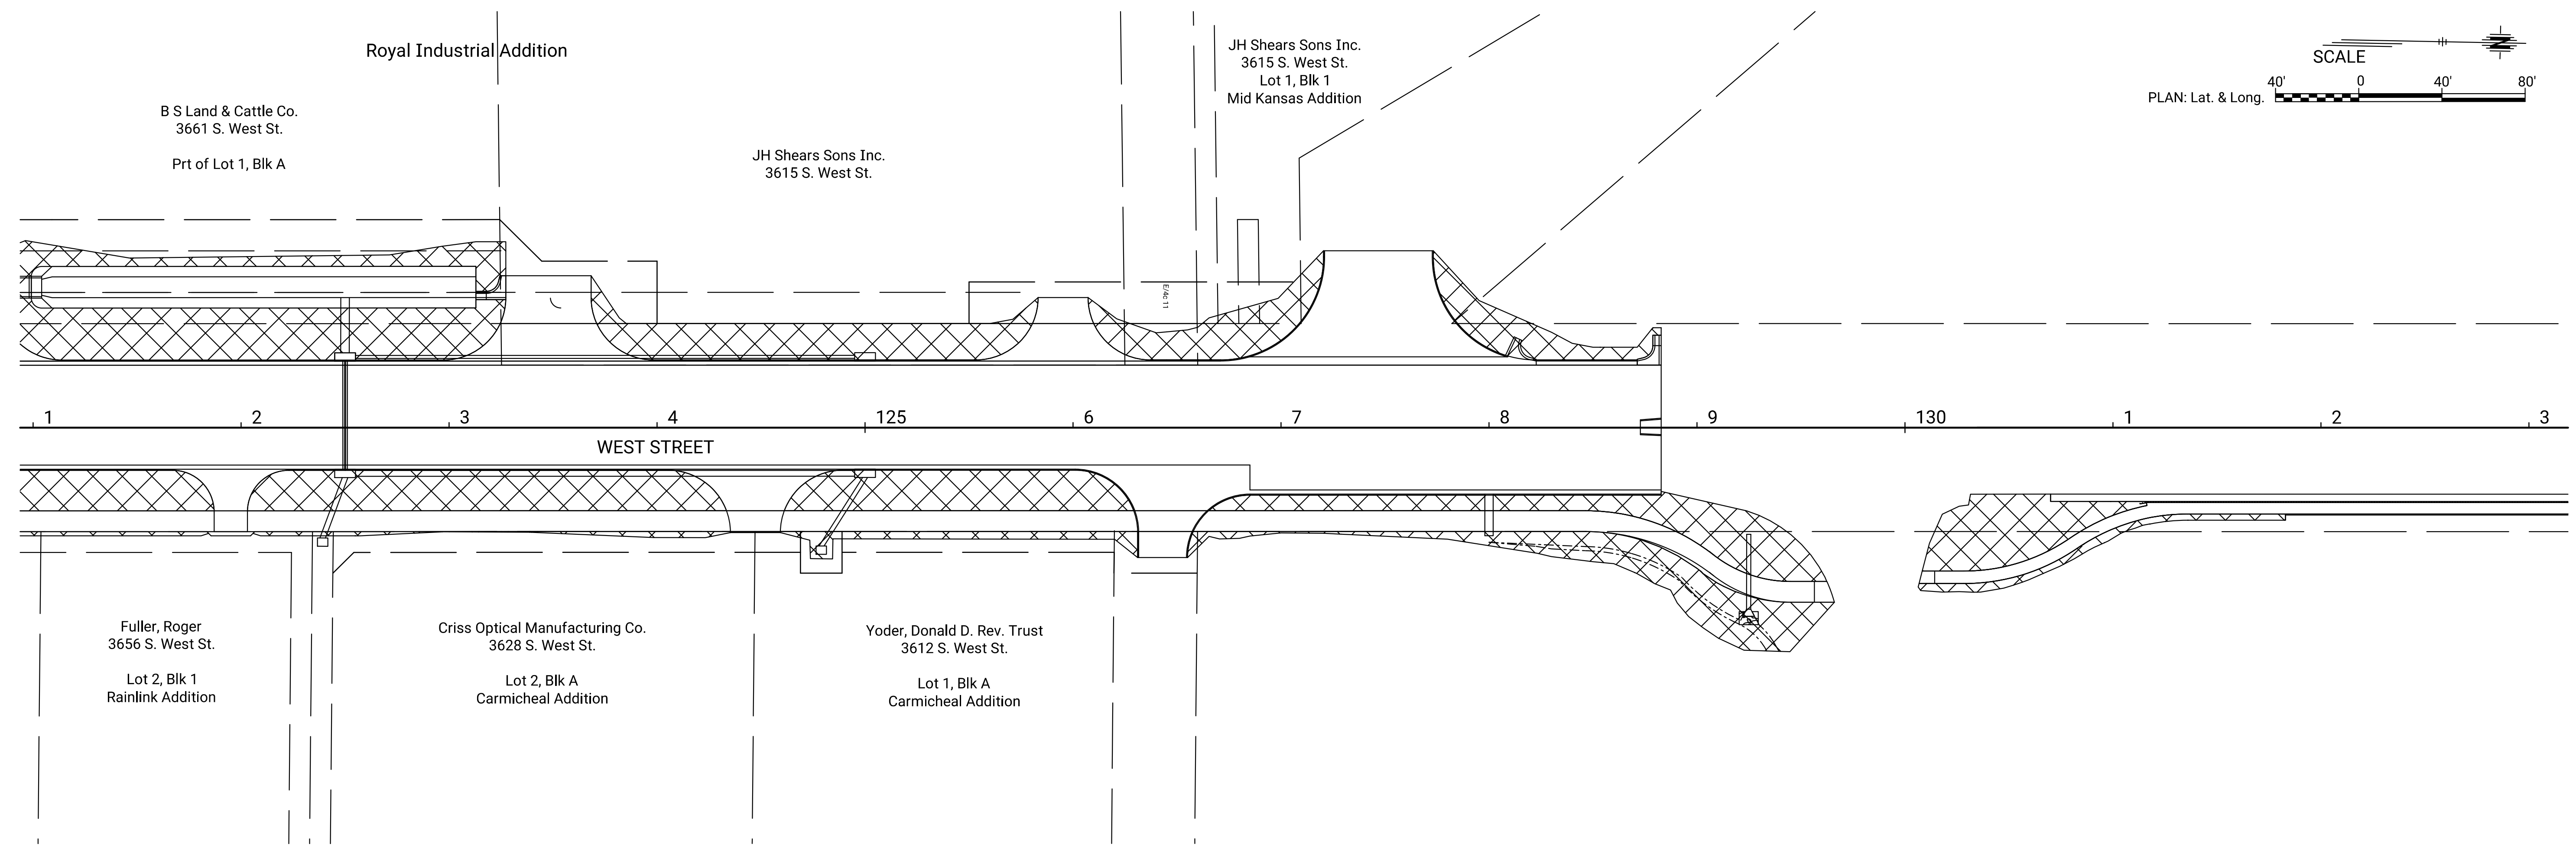 Royal Industrial Addition
B S Land & Cattle Co.
3661 S. West St.
Prt of Lot 1, Blk A
JH Shears Sons Inc.
3615 S. West St.
JH Shears Sons Inc.
3615 S. West St.
Lot 1, Blk 1
Mid Kansas Addition
N
SCALE
40' 0 40' 80'
PLAN: Lat. & Long.
E/4c 11
1 2 3 4 125 6 7 8 9 130 1 2 3
WEST STREET
Fuller, Roger
3656 S. West St.
Lot 2, Blk 1
Rainlink Addition
Criss Optical Manufacturing Co.
3628 S. West St.
Lot 2, Blk A
Carmicheal Addition
Yoder, Donald D. Rev. Trust
3612 S. West St.
Lot 1, Blk A
Carmicheal Addition